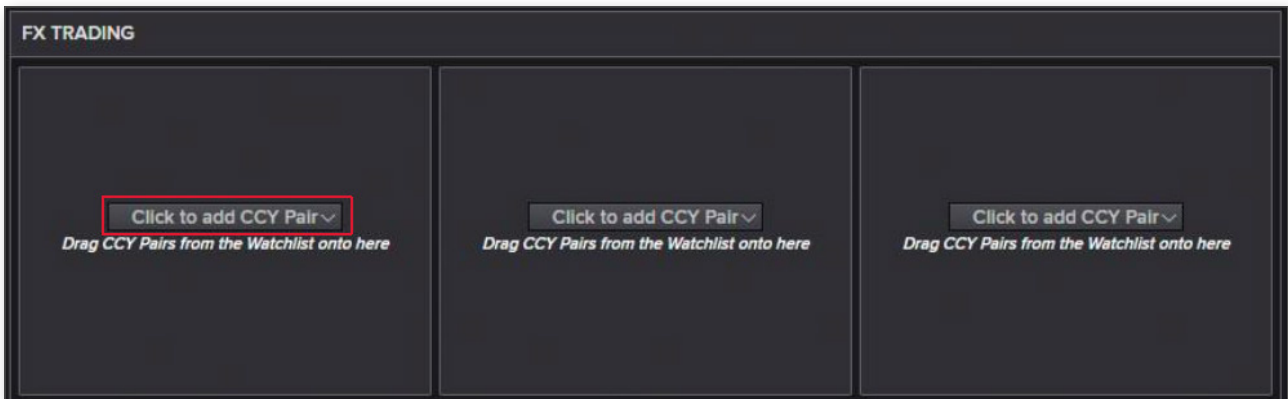 FX TRADING
Click to add CCY Pair
Drag CCY Pairs from the Watchlist onto here
Click to add CCY Pair
Drag CCY Pairs from the Watchlist onto here
Click to add CCY Pair
Drag CCY Pairs from the Watchlist onto here